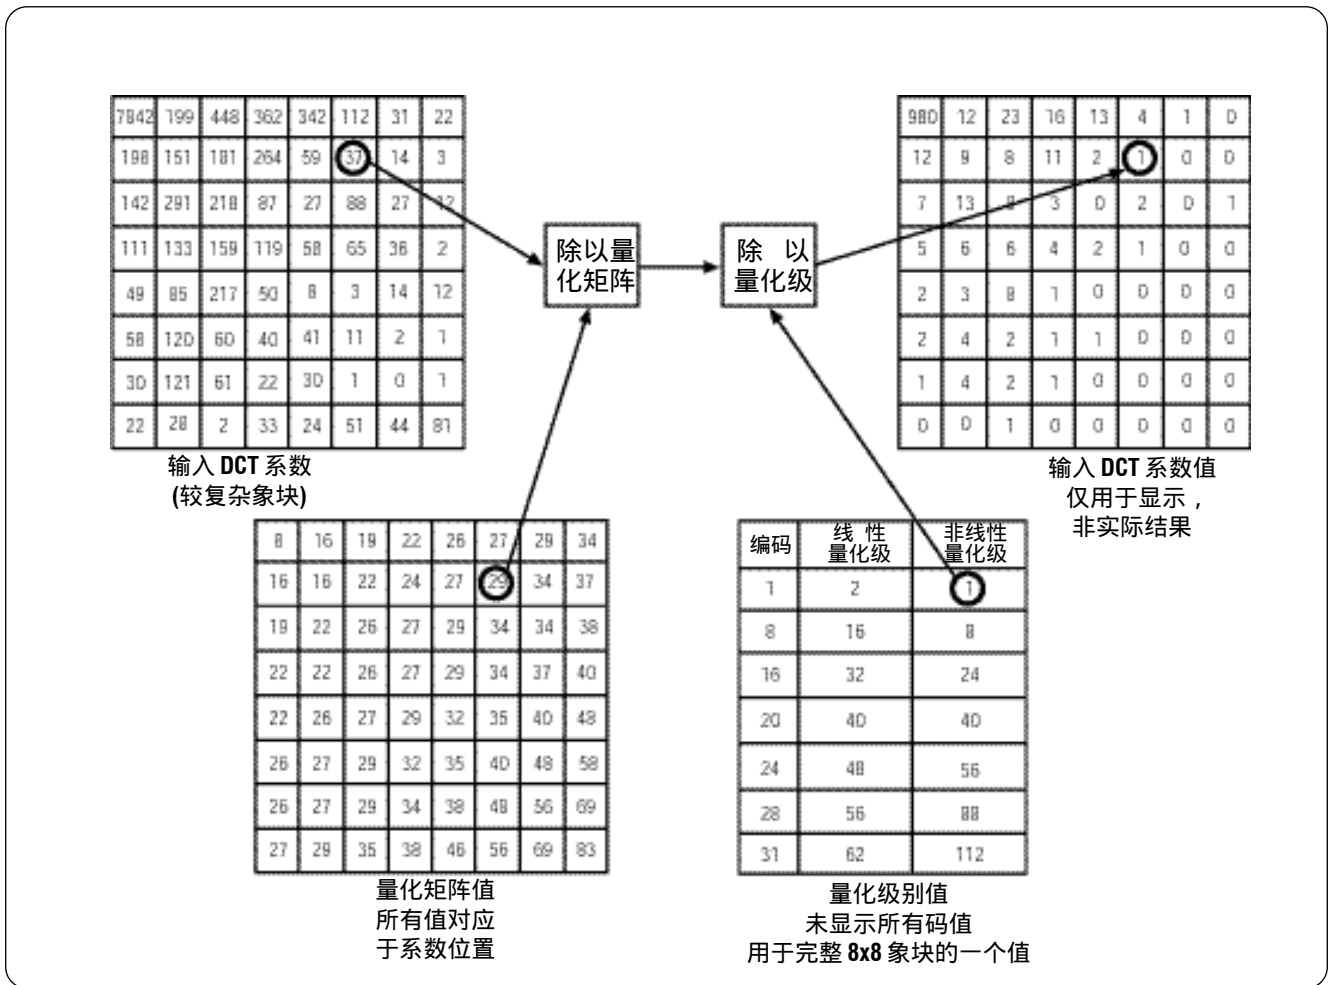 7842 199 448 362 342 112 31 22
198 151 181 264 59 37 14 3
142 291 218 87 27 88 27 12
111 133 159 119 58 65 36 2
49 85 217 50 8 3 14 12
58 120 60 40 41 11 2 1
30 121 61 22 30 1 0 1
22 28 2 33 24 51 44 81
输入 DCT 系数
(较复杂象块)
除以量
化矩阵
除 以
量化级
980 12 23 16 13 4 1 0
12 9 8 11 2 1 0 0
7 13 8 3 0 2 0 1
5 6 6 4 2 1 0 0
2 3 8 1 0 0 0 0
2 4 2 1 1 0 0 0
1 4 2 1 0 0 0 0
0 0 1 0 0 0 0 0
输入 DCT 系数值
仅用于显示，
非实际结果
8 16 19 22 26 27 29 34
16 16 22 24 27 29 34 37
19 22 26 27 29 34 34 38
22 22 26 27 29 34 37 40
22 26 27 29 32 35 40 48
26 27 29 32 35 40 48 58
26 27 29 34 38 48 56 69
27 29 35 38 46 56 69 83
量化矩阵值
所有值对应
于系数位置
编码 线 性 非线性
量化级 量化级
1 2 1
8 16 8
16 32 24
20 40 40
24 48 56
28 56 88
31 62 112
量化级别值
未显示所有码值
用于完整 8x8 象块的一个值